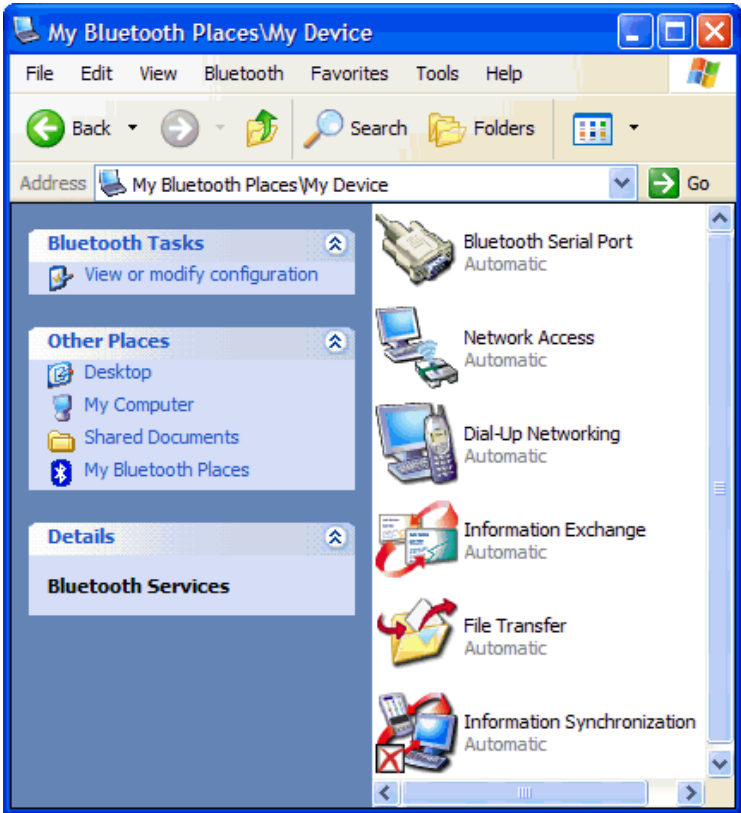 My Bluetooth Places\My Device
File Edit View Bluetooth Favorites Tools Help
Back Search Folders
Address My Bluetooth Places\My Device Go
Bluetooth Tasks
View or modify configuration
Other Places
Desktop
My Computer
Shared Documents
My Bluetooth Places
Details
Bluetooth Services
Bluetooth Serial Port
Automatic
Network Access
Automatic
Dial-Up Networking
Automatic
Information Exchange
Automatic
File Transfer
Automatic
Information Synchronization
Automatic